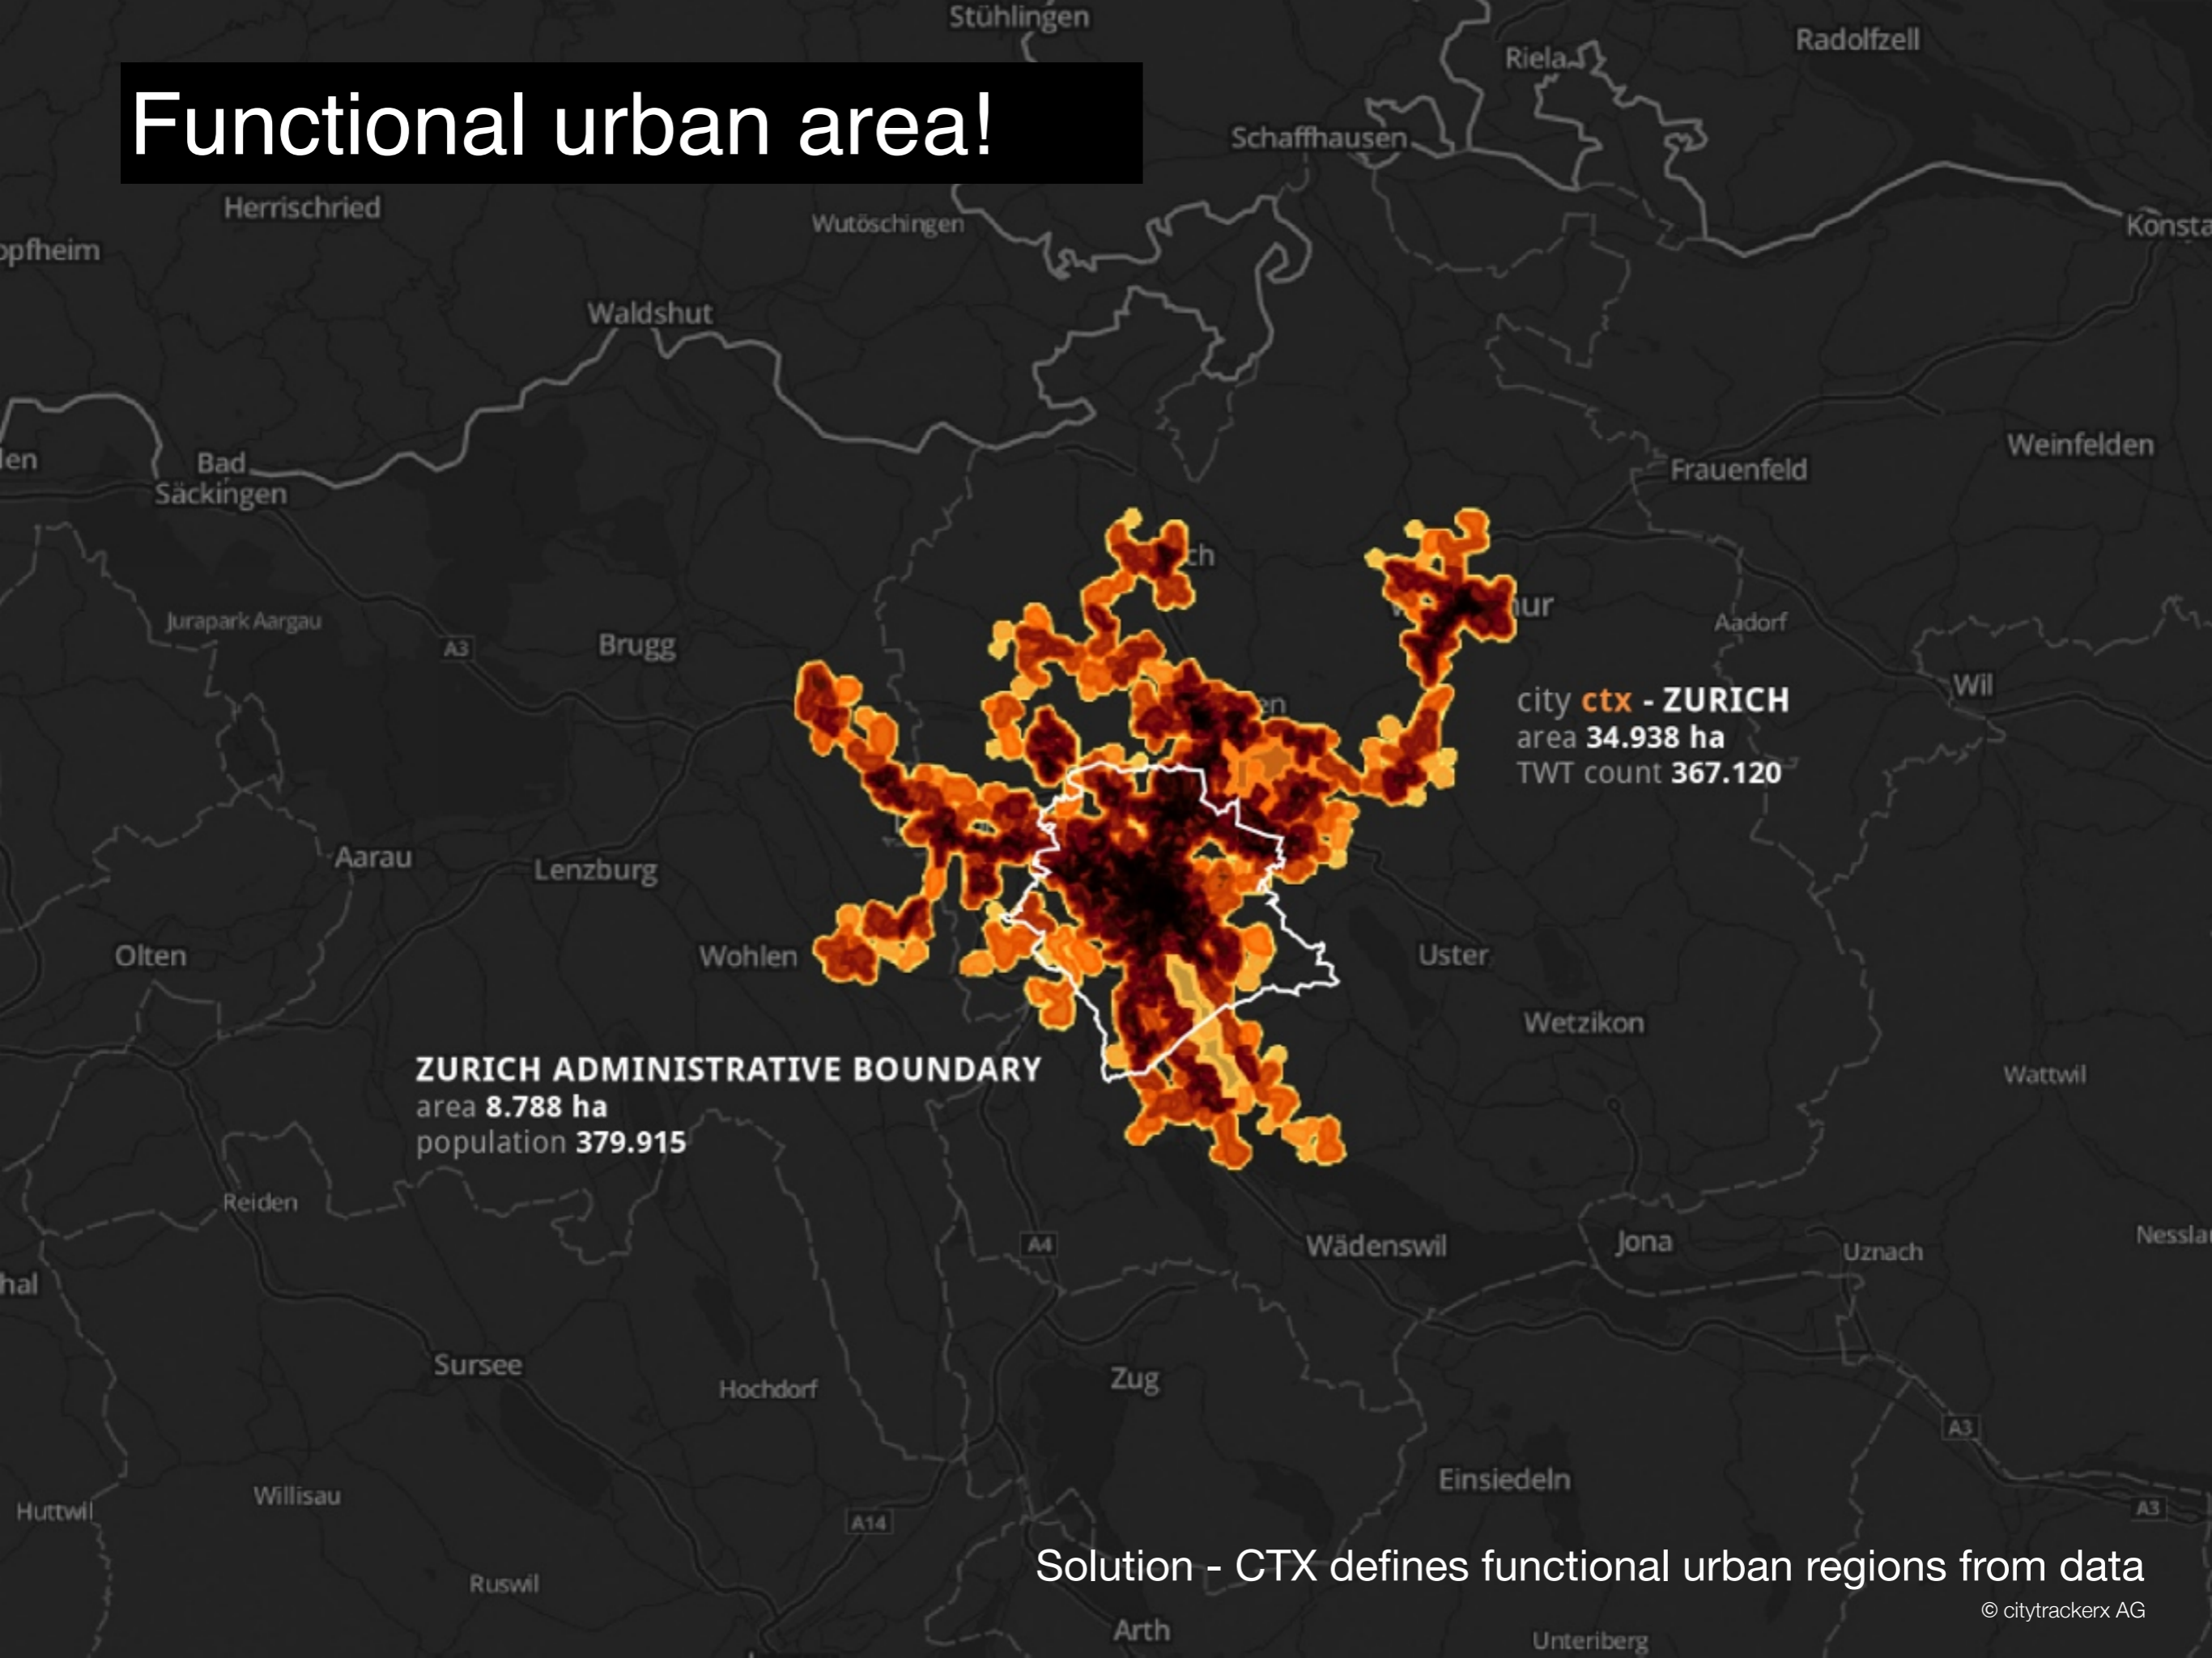 Stühlingen
Radolfzell
Riela
Functional urban area!
Schaffhausen
Herrischried
Wutöschingen
Konsta
opfheim
Waldshut
Weinfelden
len
Bad
Säckingen
Frauenfeld
ch
ur
Jurapark Aargau
Aadorf
A3
Brugg
Wil
en
city ctx - ZURICH
area 34.938 ha
TWT count 367.120
Aarau
Lenzburg
Olten
Wohlen
Uster
Wetzikon
ZURICH ADMINISTRATIVE BOUNDARY
area 8.788 ha
population 379.915
Wattwil
Reiden
A4
Wädenswil
Jona
Uznach
Nessla
hal
Sursee
Hochdorf
Zug
A3
Einsiedeln
Willisau
Huttwil
A14
A3
Solution - CTX defines functional urban regions from data
Ruswil
© citytrackerx AG
Arth
Unteriberg